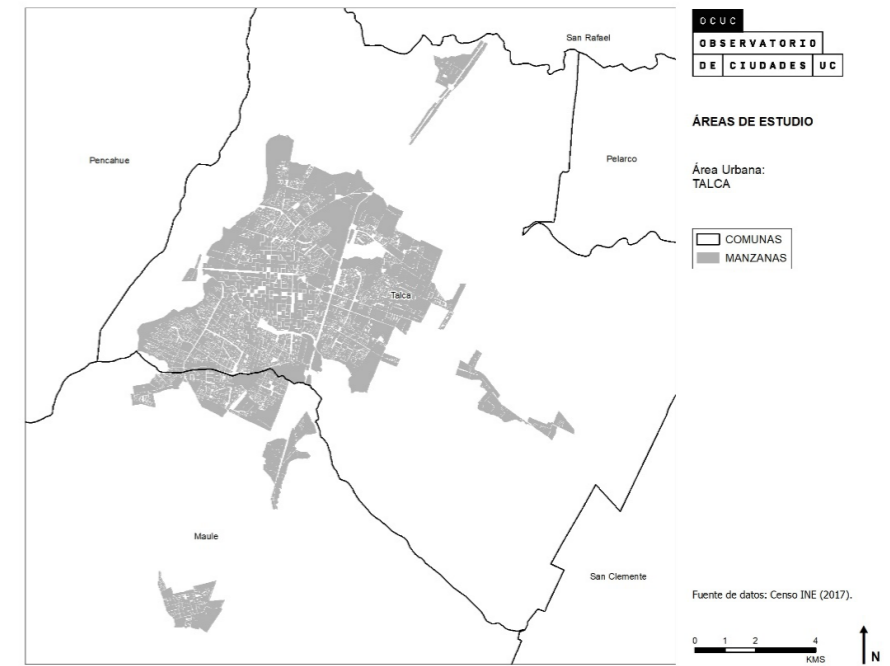 San Rafael
Pencahue
Pelarco
Talca
Maule
San Clemente
OCUC
OBSERVATORIO
DE CIUDADES UC
ÁREAS DE ESTUDIO
Área Urbana:
TALCA
COMUNAS
MANZANAS
Fuente de datos: Censo INE (2017).
0 1 2 4
KMS
N